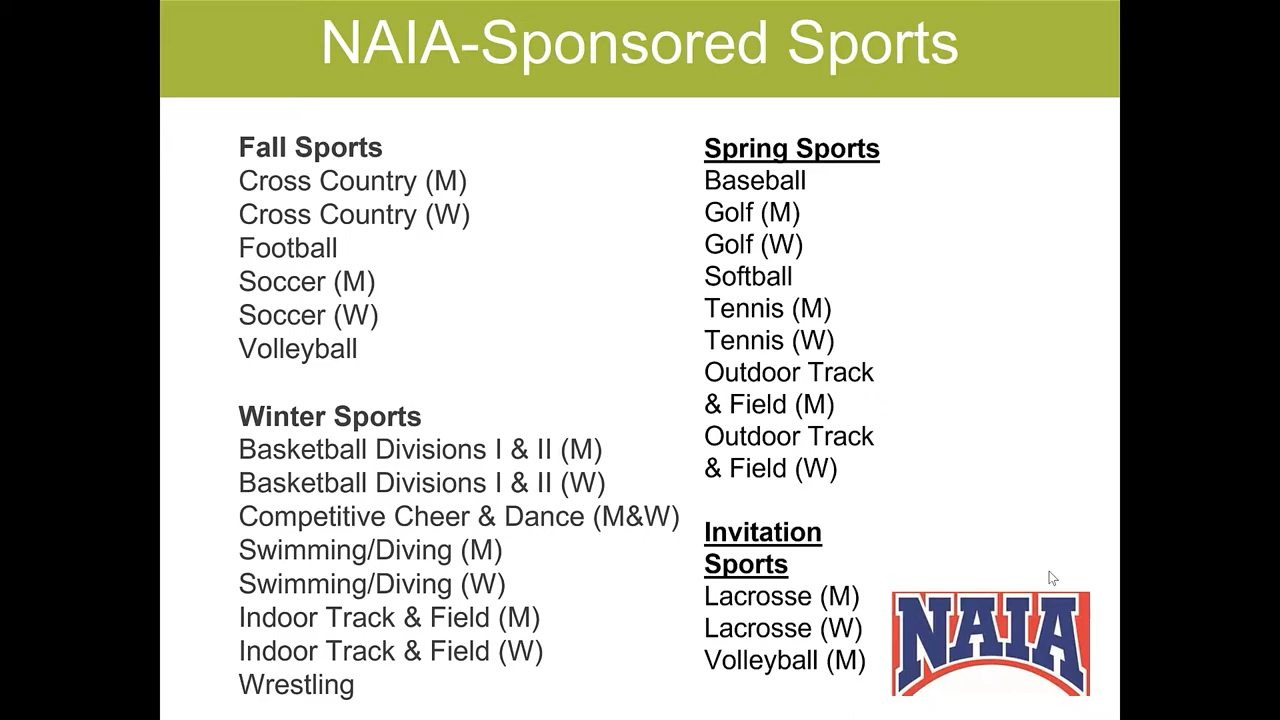 NAIA-Sponsored Sports
Fall Sports
Cross Country (M)
Cross Country (W)
Football
Soccer (M)
Soccer (W)
Volleyball
Winter Sports
Basketball Divisions I & II (M)
Basketball Divisions I & II (W)
Competitive Cheer & Dance (M&W)
Swimming/Diving (M)
Swimming/Diving (W)
Indoor Track & Field (M)
Indoor Track & Field (W)
Wrestling
Spring Sports
Baseball
Golf (M)
Golf (W)
Softball
Tennis (M)
Tennis (W)
Outdoor Track
& Field (M)
Outdoor Track
& Field (W)
Invitation
Sports
Lacrosse (M)
Lacrosse (W)
Volleyball (M)
NAIA